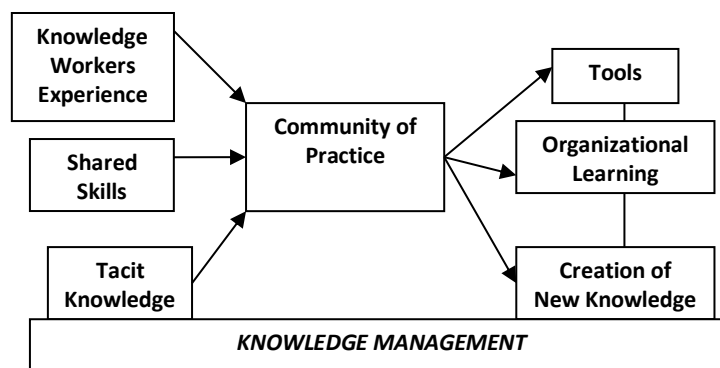 Knowledge
Workers
Experience
Shared
Skills
Tacit
Knowledge
Community of
Practice
Tools
Organizational
Learning
Creation of
New Knowledge
KNOWLEDGE MANAGEMENT